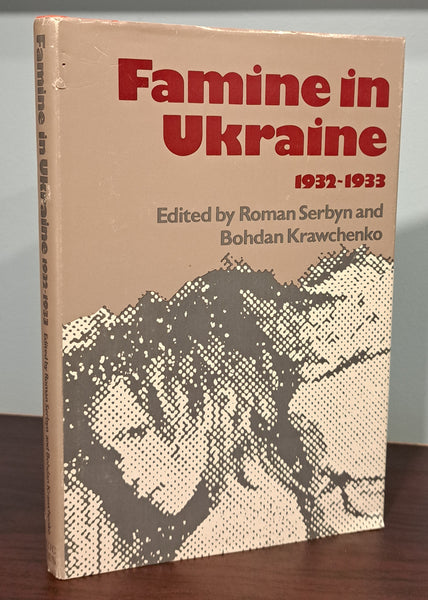 Famine in
Ukraine
1932-1933
Edited by Roman Serbyn and
Bohdan Krawchenko
Famine in Ukraine 1932-1933 Edited by Roman Serbyn and Bohdan Krawchenko